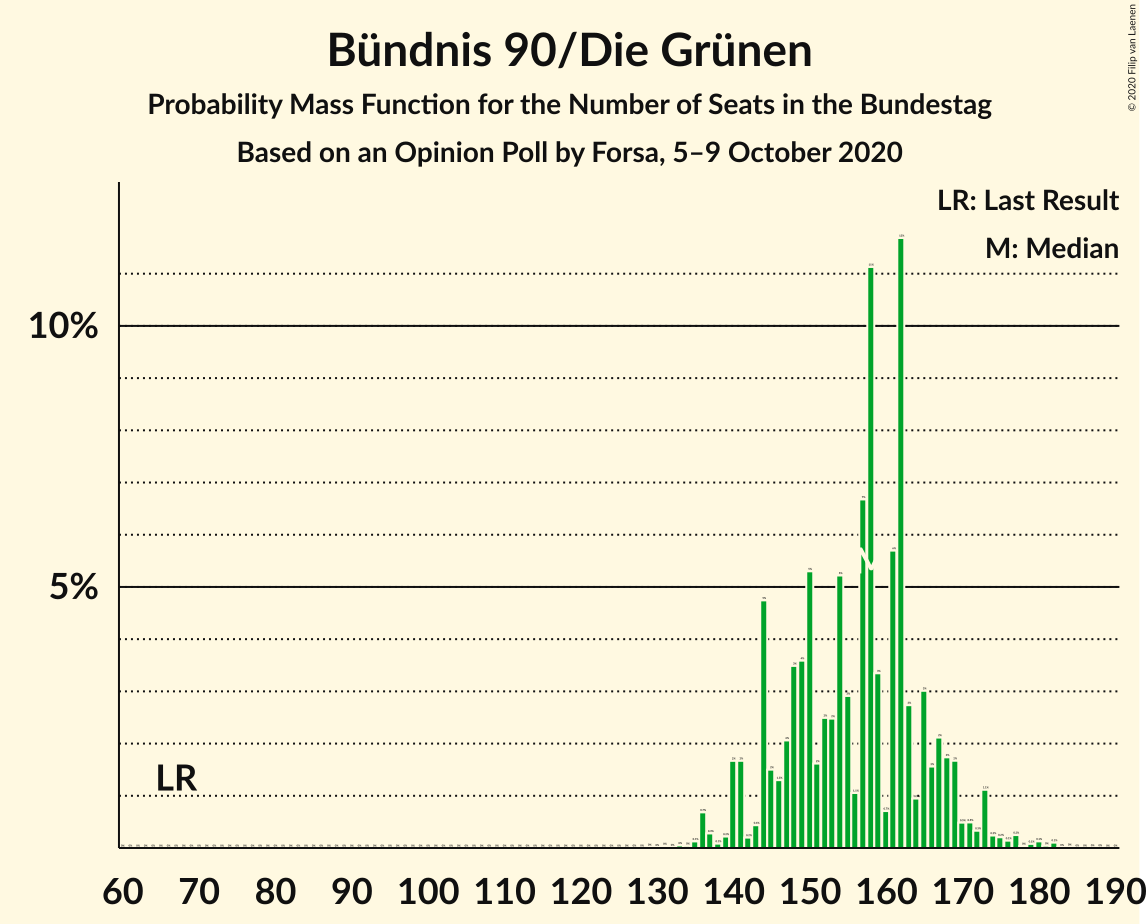 Bündnis 90/Die Grünen
Probability Mass Function for the Number of Seats in the Bundestag
Based on an Opinion Poll by Forsa, 5–9 October 2020
© 2020 Filip van Laenen
LR: Last Result
M: Median
10%
5%
LR
M
60 70 80 90 100 110 120 130 140 150 160 170 180 190